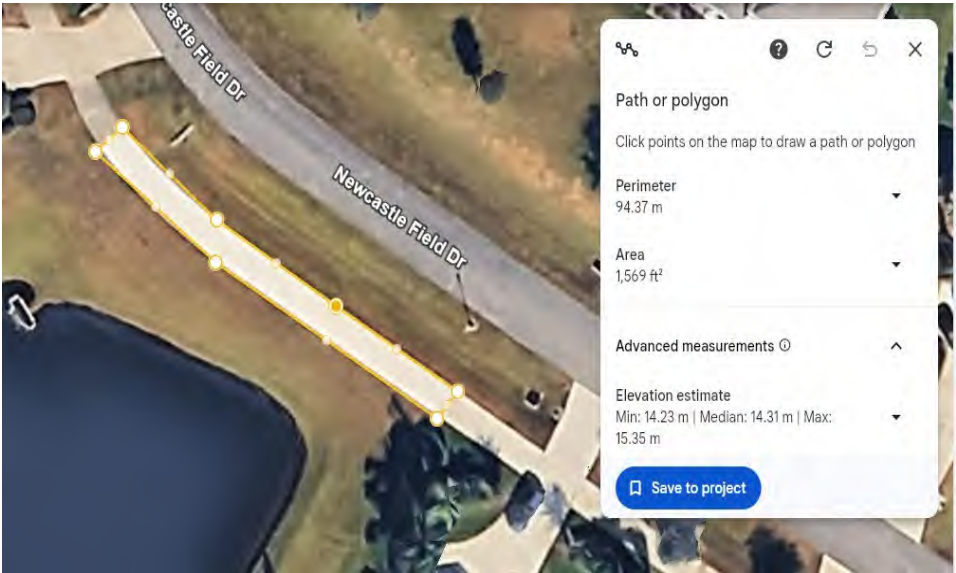 castle Field Dr
Newcastle Field Dr
Path or polygon
Click points on the map to draw a path or polygon
Perimeter
94.37 m
Area
1,569 ft²
Advanced measurements
Elevation estimate
Min: 14.23 m | Median: 14.31 m | Max:
15.35 m
Save to project